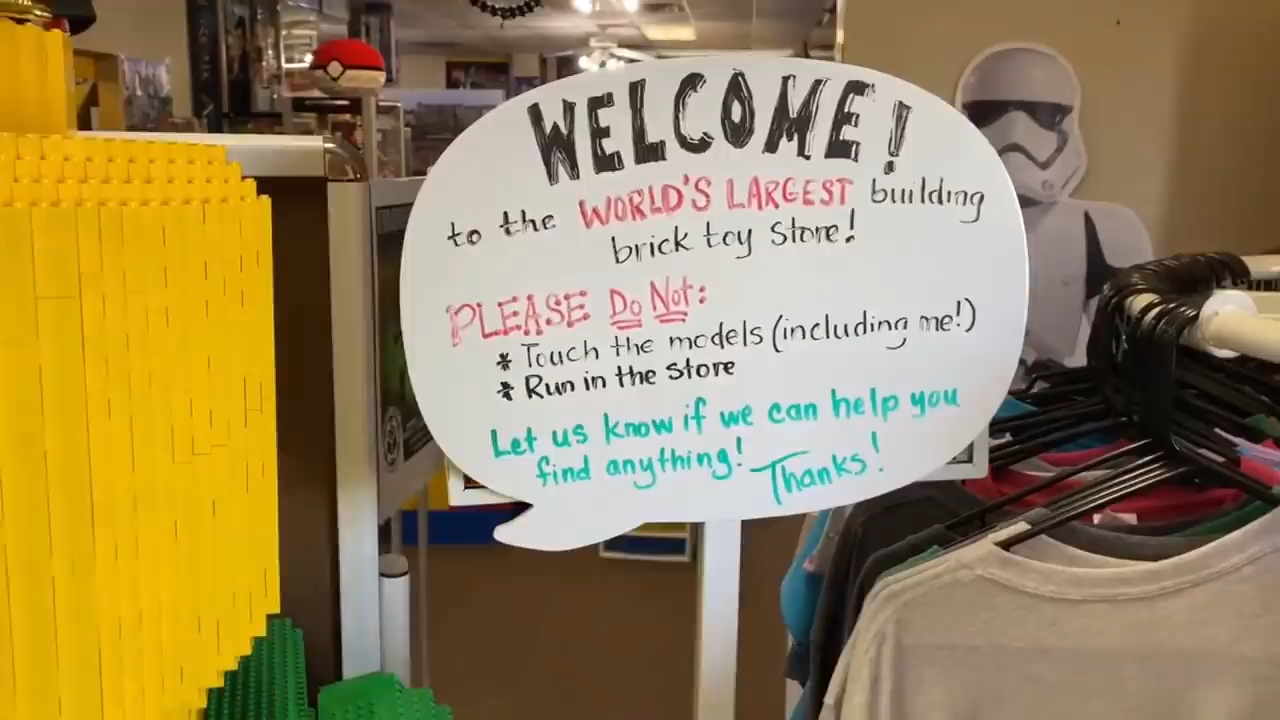 WELCOME!
to the WORLD'S LARGEST building
brick toy Store!
PLEASE Do Not:
* Touch the models (including me!)
* Run in the store
Let us know if we can help you
find anything! Thanks!